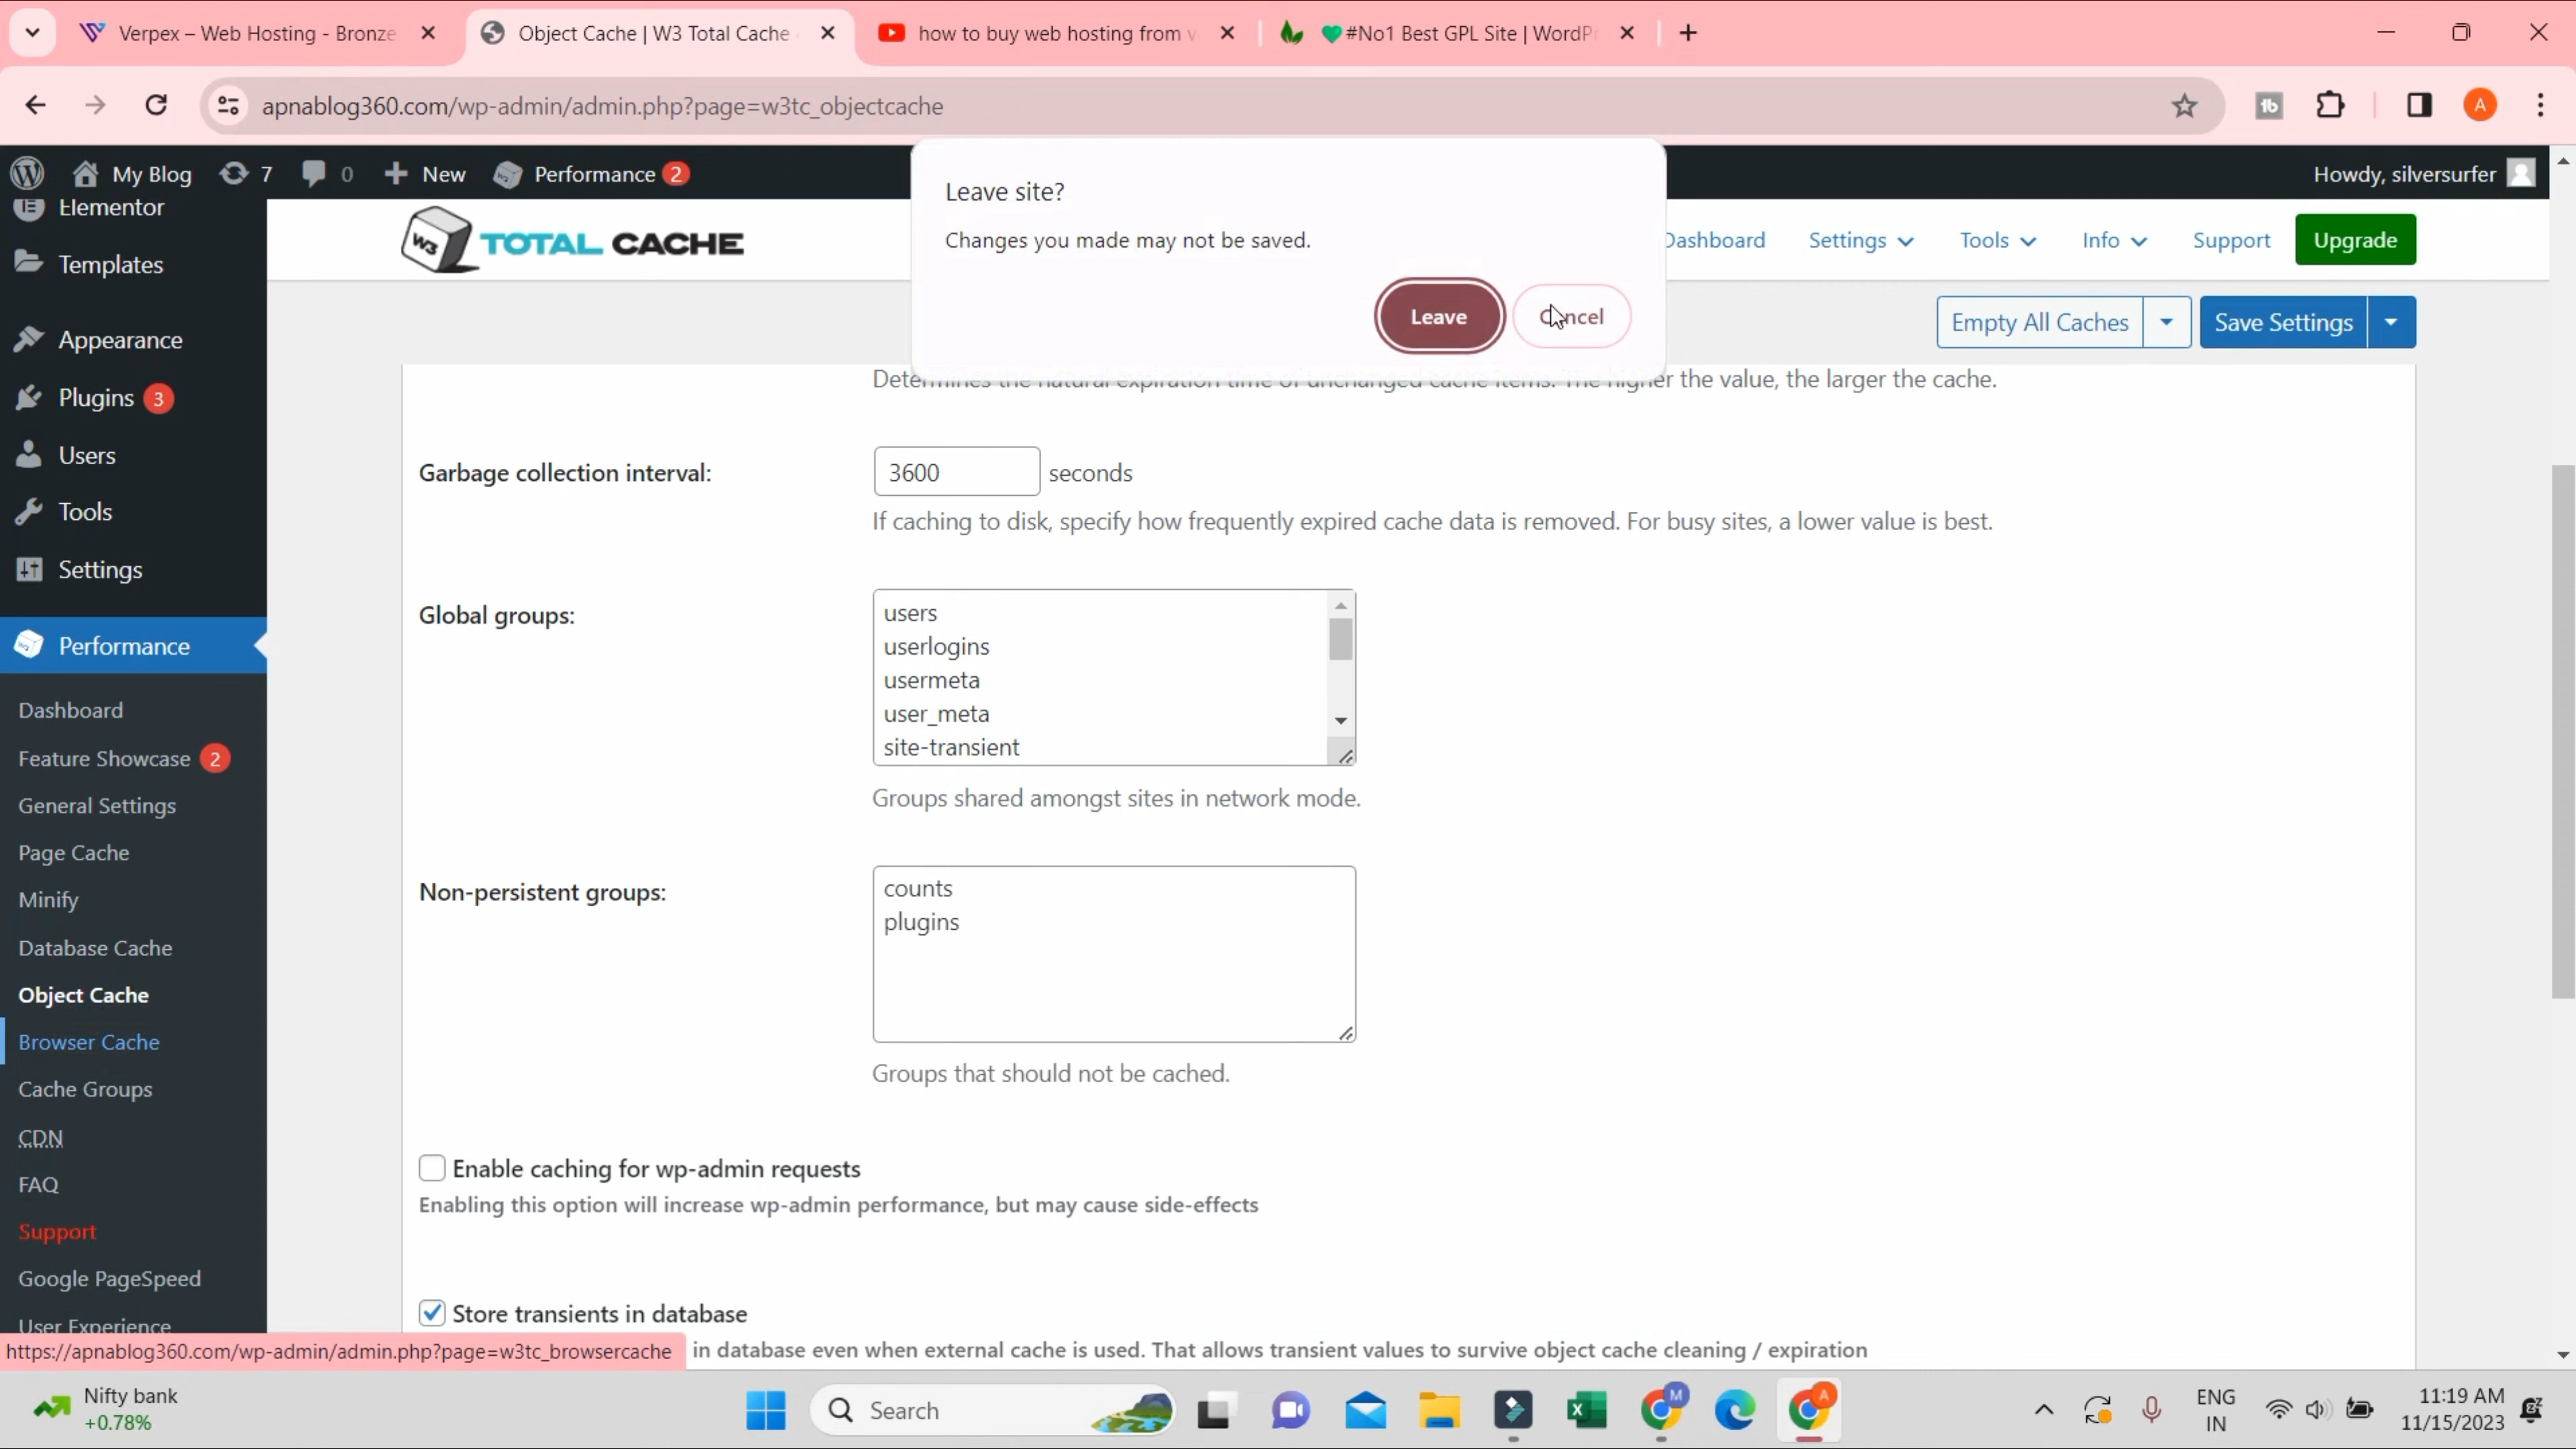 Verpex – Web Hosting - Bronze
Object Cache | W3 Total Cache
how to buy web hosting from v
#No1 Best GPL Site | WordP
apnablog360.com/wp-admin/admin.php?page=w3tc_objectcache
A
My Blog 7 0 New Performance 2
Howdy, silversurfer
Leave site?
Changes you made may not be saved.
Leave
Elementor
Templates
Appearance
Plugins 3
Users
Tools
Settings
Performance
Dashboard
Feature Showcase 2
General Settings
Page Cache
Minify
Database Cache
Object Cache
Browser Cache
Cache Groups
CDN
FAQ
Support
Google PageSpeed
User Experience
W3 TOTAL CACHE
Dashboard Settings Tools Info Support Upgrade
Empty All Caches
Save Settings
Determines the natural expiration time of unchanged cache items. The higher the value, the larger the cache.
Garbage collection interval: 3600 seconds
If caching to disk, specify how frequently expired cache data is removed. For busy sites, a lower value is best.
Global groups:
users
userlogins
usermeta
user_meta
site-transient
Groups shared amongst sites in network mode.
Non-persistent groups:
counts
plugins
Groups that should not be cached.
Enable caching for wp-admin requests
Enabling this option will increase wp-admin performance, but may cause side-effects
Store transients in database
in database even when external cache is used. That allows transient values to survive object cache cleaning / expiration
https://apnablog360.com/wp-admin/admin.php?page=w3tc_browsercache
Nifty bank
+0.78%
Search
M
A
ENG
IN
11:19 AM
11/15/2023